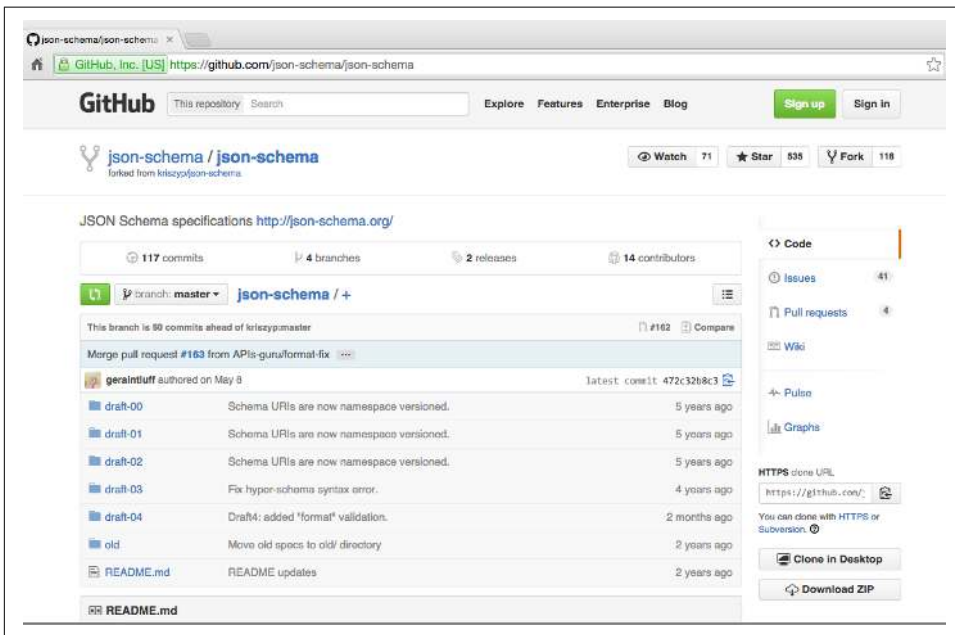 json-schema/json-schema ×
GitHub, Inc. [US] https://github.com/json-schema/json-schema
GitHub This repository Search Explore Features Enterprise Blog Sign up Sign in
json-schema / json-schema Watch 71 Star 535 Fork 118
forked from kriszyp/json-schema
JSON Schema specifications http://json-schema.org/
117 commits 4 branches 2 releases 14 contributors
branch: master json-schema / +
This branch is 50 commits ahead of kriszyp:master #162 Compare
Merge pull request #163 from APIs-guru/format-fix ...
geraintluff authored on May 8 latest commit 472c32b8c3
draft-00 Schema URIs are now namespace versioned. 5 years ago
draft-01 Schema URIs are now namespace versioned. 5 years ago
draft-02 Schema URIs are now namespace versioned. 5 years ago
draft-03 Fix hyper-schema syntax error. 4 years ago
draft-04 Draft4: added "format" validation. 2 months ago
old Move old specs to old/ directory 2 years ago
README.md README updates 2 years ago
README.md
<> Code
Issues 41
Pull requests 4
Wiki
Pulse
Graphs
HTTPS clone URL
https://github.com/
You can clone with HTTPS or
Subversion.
Clone in Desktop
Download ZIP